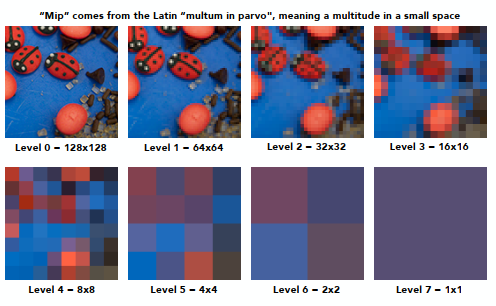 “Mip” comes from the Latin “multum in parvo", meaning a multitude in a small space
Level 0 – 128x128
Level 1 – 64x64
Level 2 – 32x32
Level 3 – 16x16
Level 4 – 8x8
Level 5 – 4x4
Level 6 – 2x2
Level 7 – 1x1